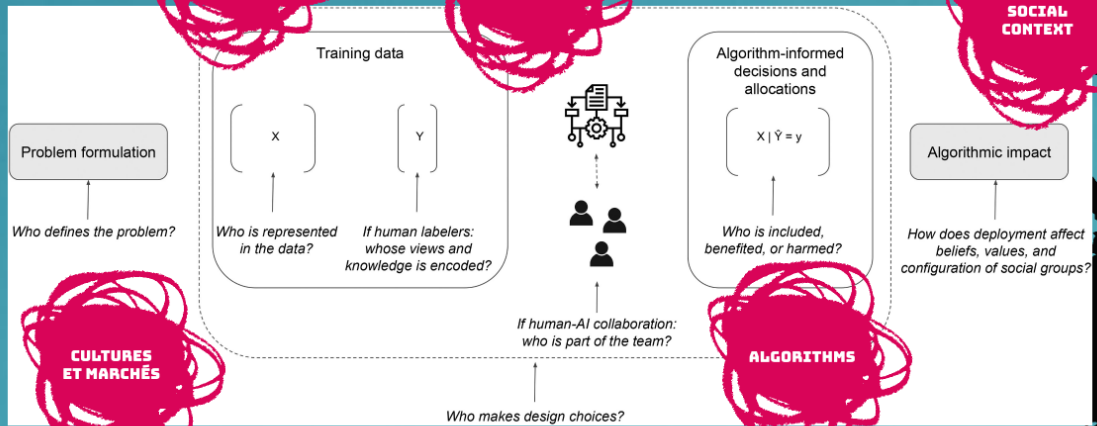 SOCIAL
CONTEXT
Training data
Algorithm-informed
decisions and
allocations
X
Y
X | Ŷ = y
Problem formulation
Algorithmic impact
Who defines the problem?
Who is represented
in the data?
If human labelers:
whose views and
knowledge is encoded?
Who is included,
benefited, or harmed?
How does deployment affect
beliefs, values, and
configuration of social groups?
If human-AI collaboration:
who is part of the team?
CULTURES
ET MARCHÉS
ALGORITHMS
Who makes design choices?